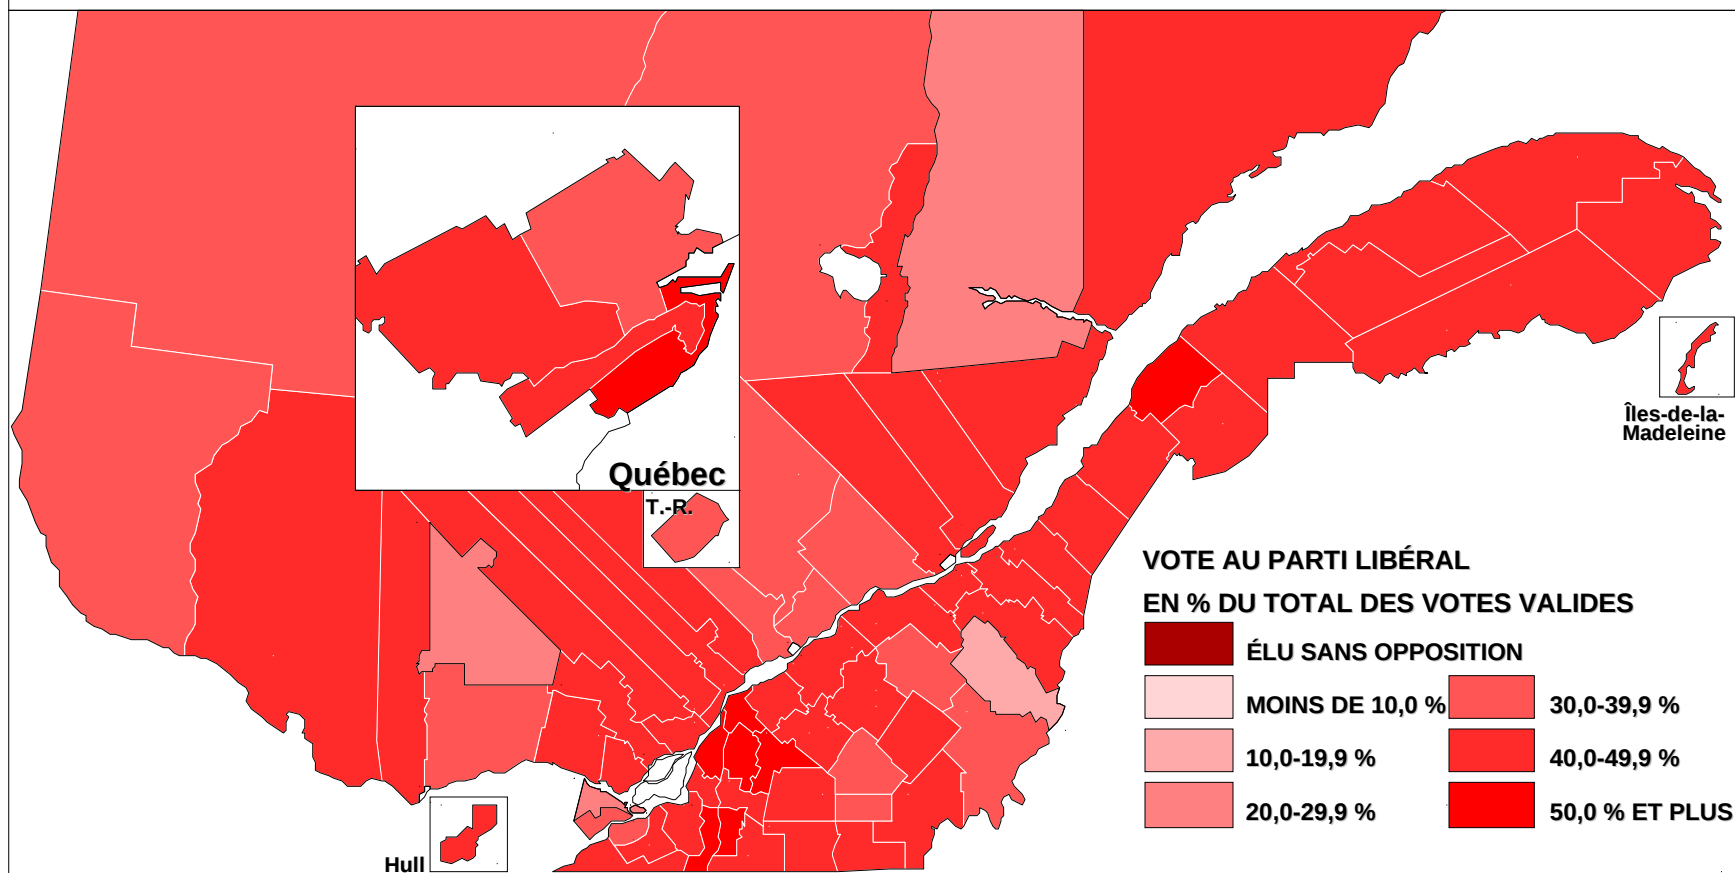 Québec
T.-R.
Îles-de-la-
Madeleine
Hull
VOTE AU PARTI LIBÉRAL
EN % DU TOTAL DES VOTES VALIDES
ÉLU SANS OPPOSITION
MOINS DE 10,0 %
30,0-39,9 %
10,0-19,9 %
40,0-49,9 %
20,0-29,9 %
50,0 % ET PLUS